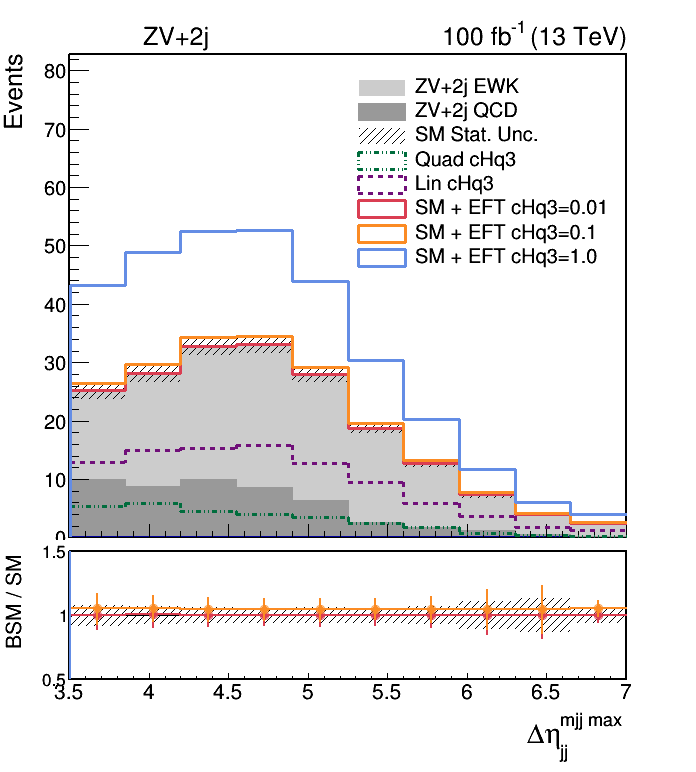 ZV+2j 100 fb-1 (13 TeV)
Events
80
70
60
50
40
30
20
10
0
ZV+2j EWK
ZV+2j QCD
SM Stat. Unc.
Quad cHq3
Lin cHq3
SM + EFT cHq3=0.01
SM + EFT cHq3=0.1
SM + EFT cHq3=1.0
BSM / SM
1.5
1
0.5
3.5 4 4.5 5 5.5 6 6.5 7
Δη jj mjj max